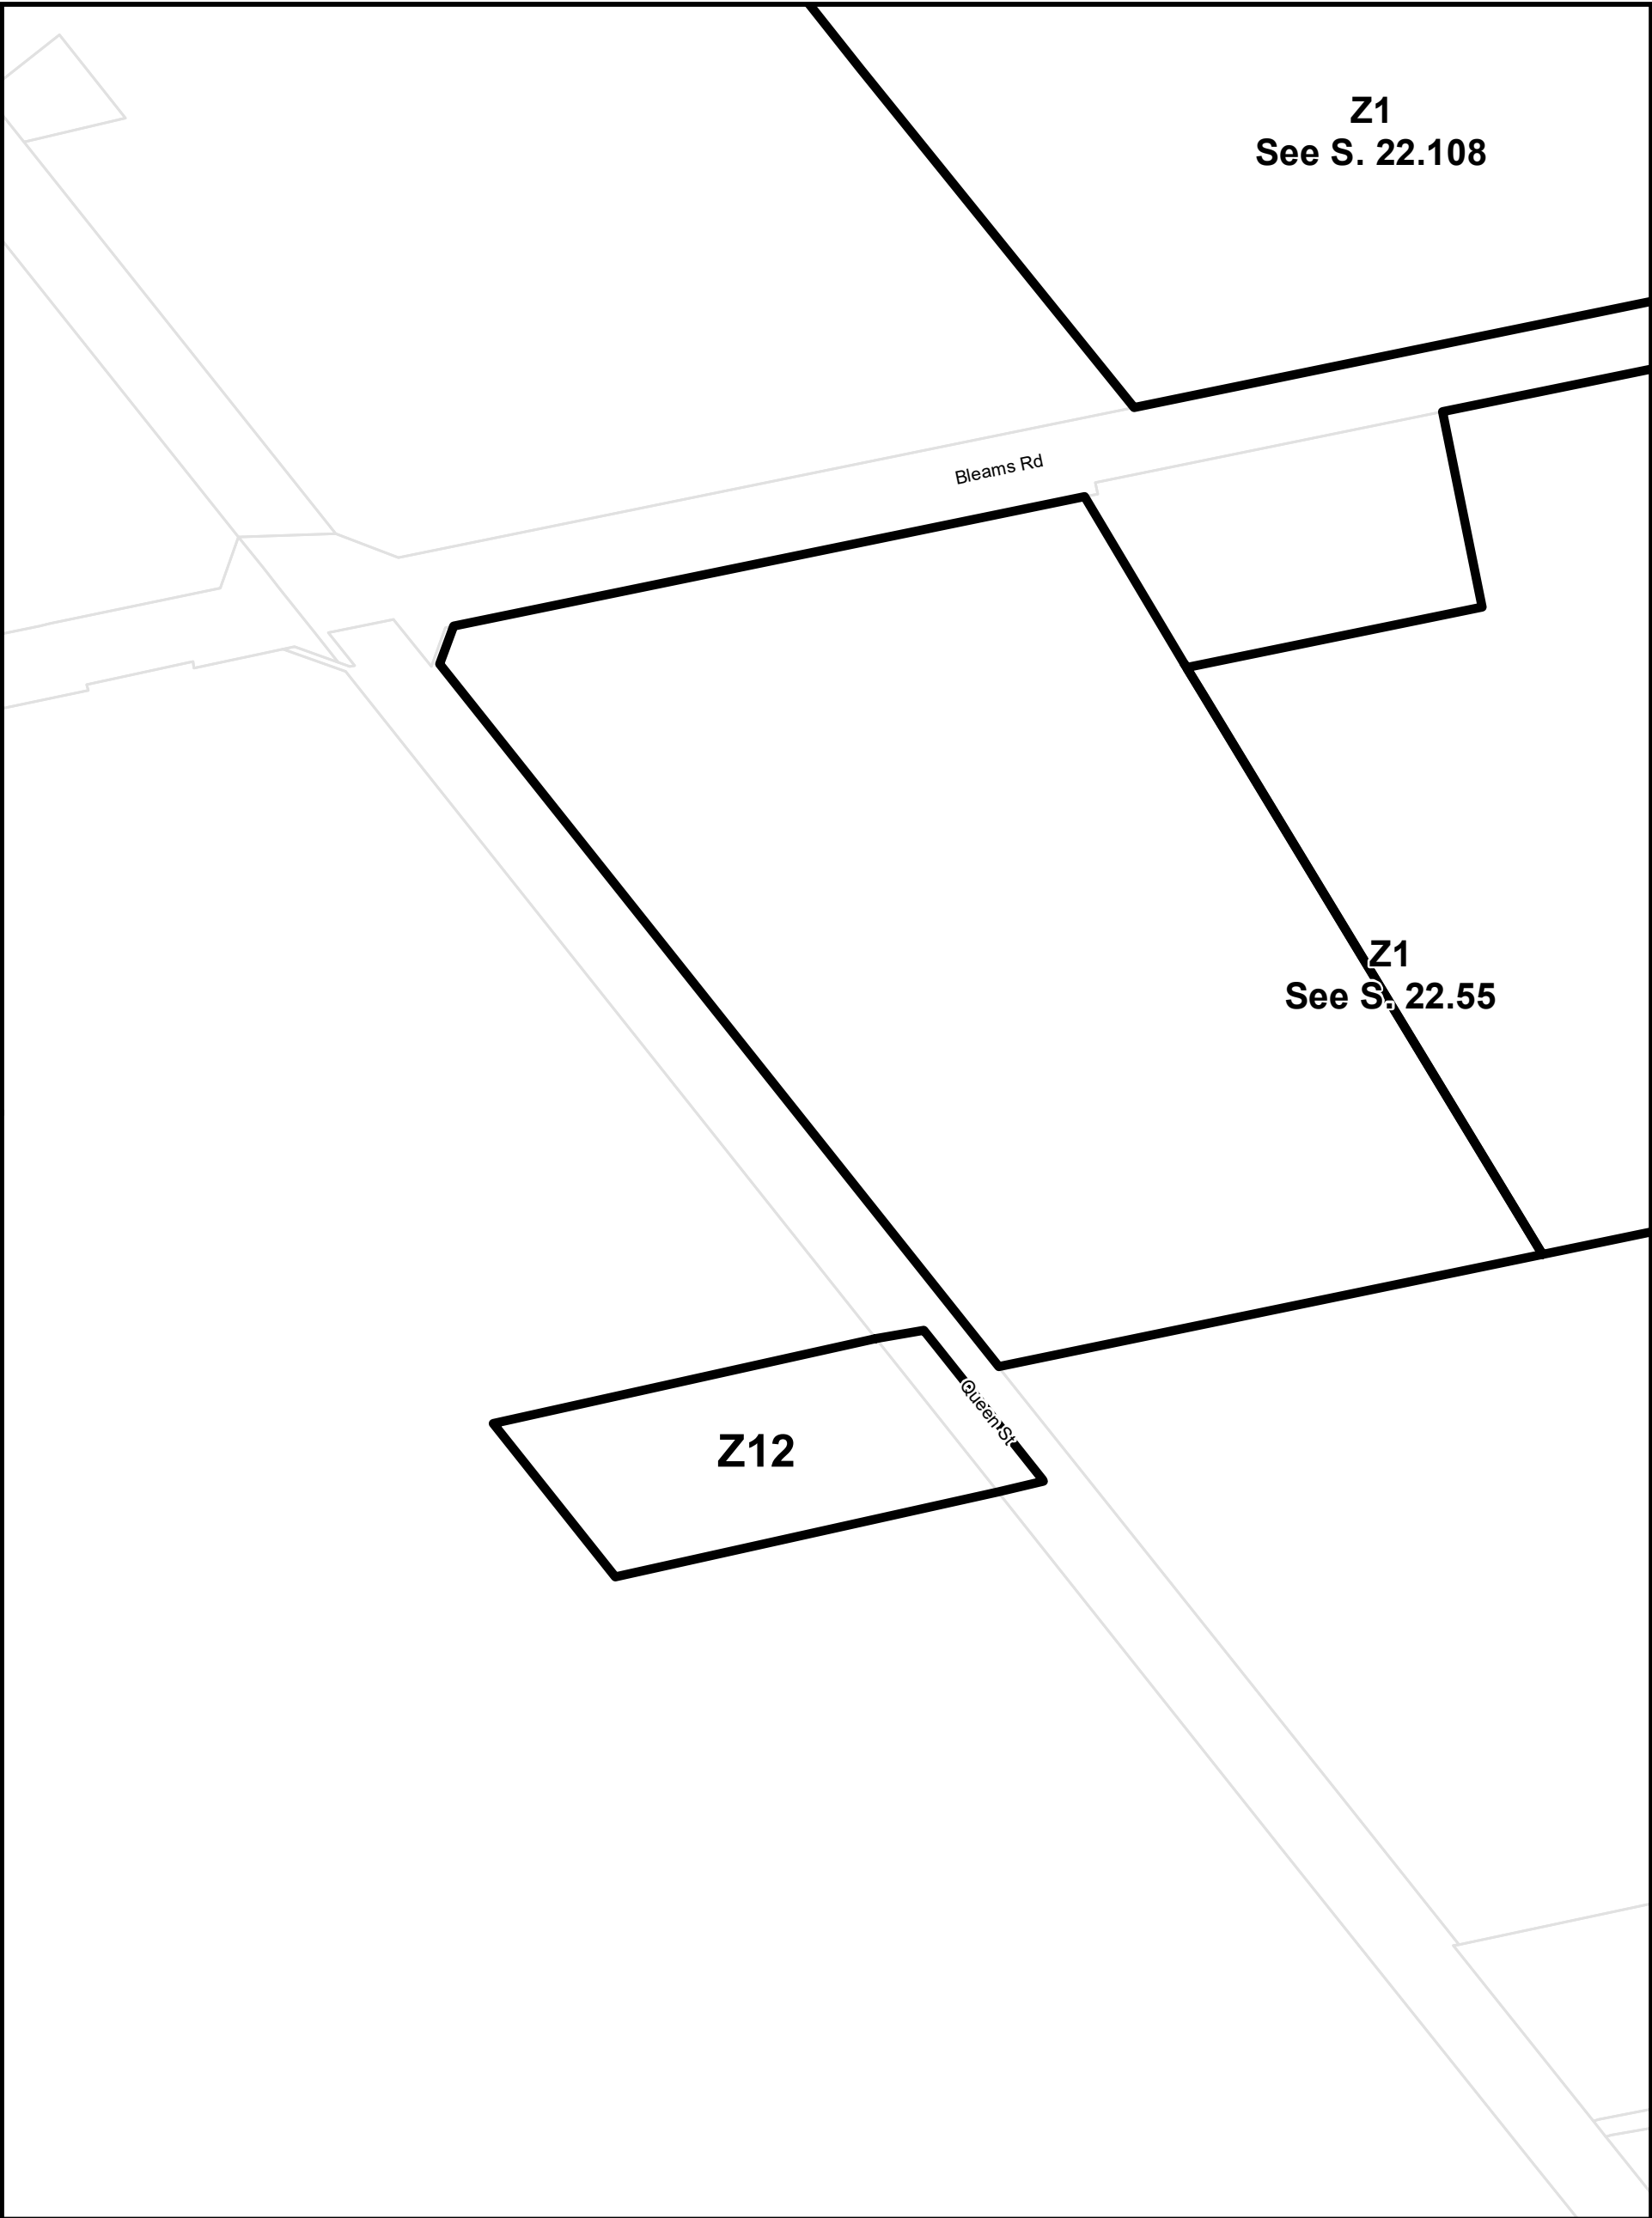 Z1
See S. 22.108
Bleams Rd
Z1
See S. 22.55
Queen St
Z12